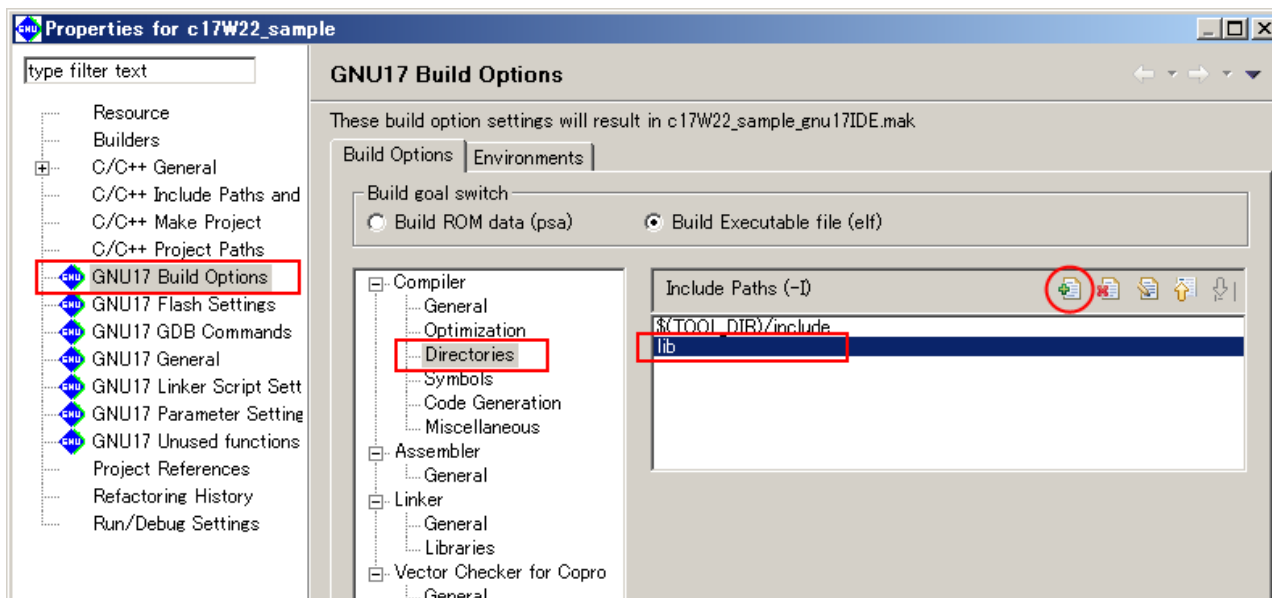 Properties for c17W22_sample
type filter text
Resource
Builders
C/C++ General
C/C++ Include Paths and
C/C++ Make Project
C/C++ Project Paths
GNU17 Build Options
GNU17 Flash Settings
GNU17 GDB Commands
GNU17 General
GNU17 Linker Script Sett
GNU17 Parameter Setting
GNU17 Unused functions
Project References
Refactoring History
Run/Debug Settings
GNU17 Build Options
These build option settings will result in c17W22_sample_gnu17IDE.mak
Build Options Environments
Build goal switch
Build ROM data (psa) Build Executable file (elf)
Compiler
General
Optimization
Directories
Symbols
Code Generation
Miscellaneous
Assembler
General
Linker
General
Libraries
Vector Checker for Copro
General
Include Paths (-I)
$(TOOL_DIR)/include
lib